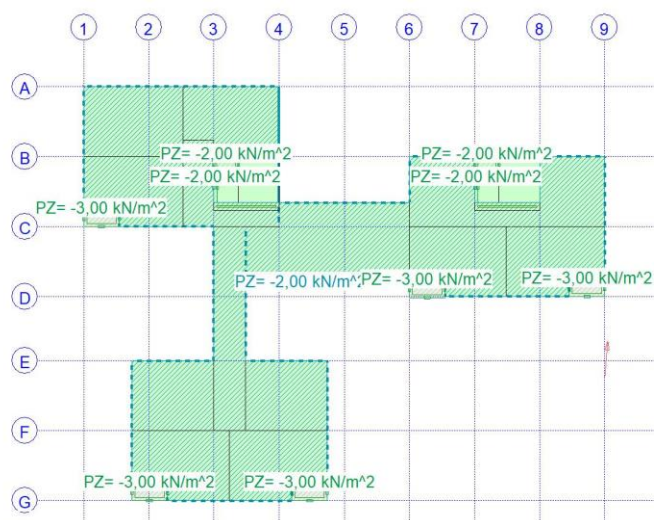 1 2 3 4 5 6 7 8 9
A
B
PZ= -2,00 kN/m^2 PZ= -2,00 kN/m^2
PZ= -2,00 kN/m^2 PZ= -2,00 kN/m^2
PZ= -3,00 kN/m^2
C
PZ= -2,00 kN/m^2 PZ= -3,00 kN/m^2 PZ= -3,00 kN/m^2
D
E
F
PZ= -3,00 kN/m^2 PZ= -3,00 kN/m^2
G